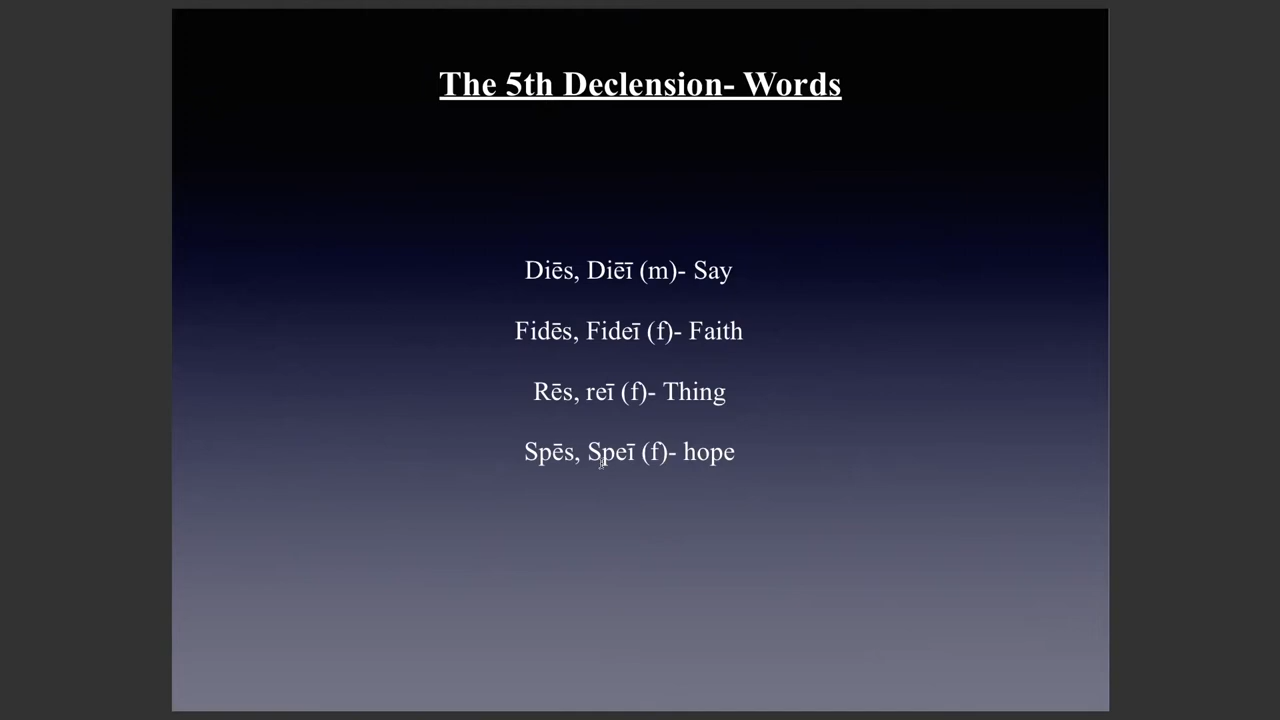 The 5th Declension- Words
Diēs, Diēī (m)- Say
Fidēs, Fideī (f)- Faith
Rēs, reī (f)- Thing
Spēs, Speī (f)- hope